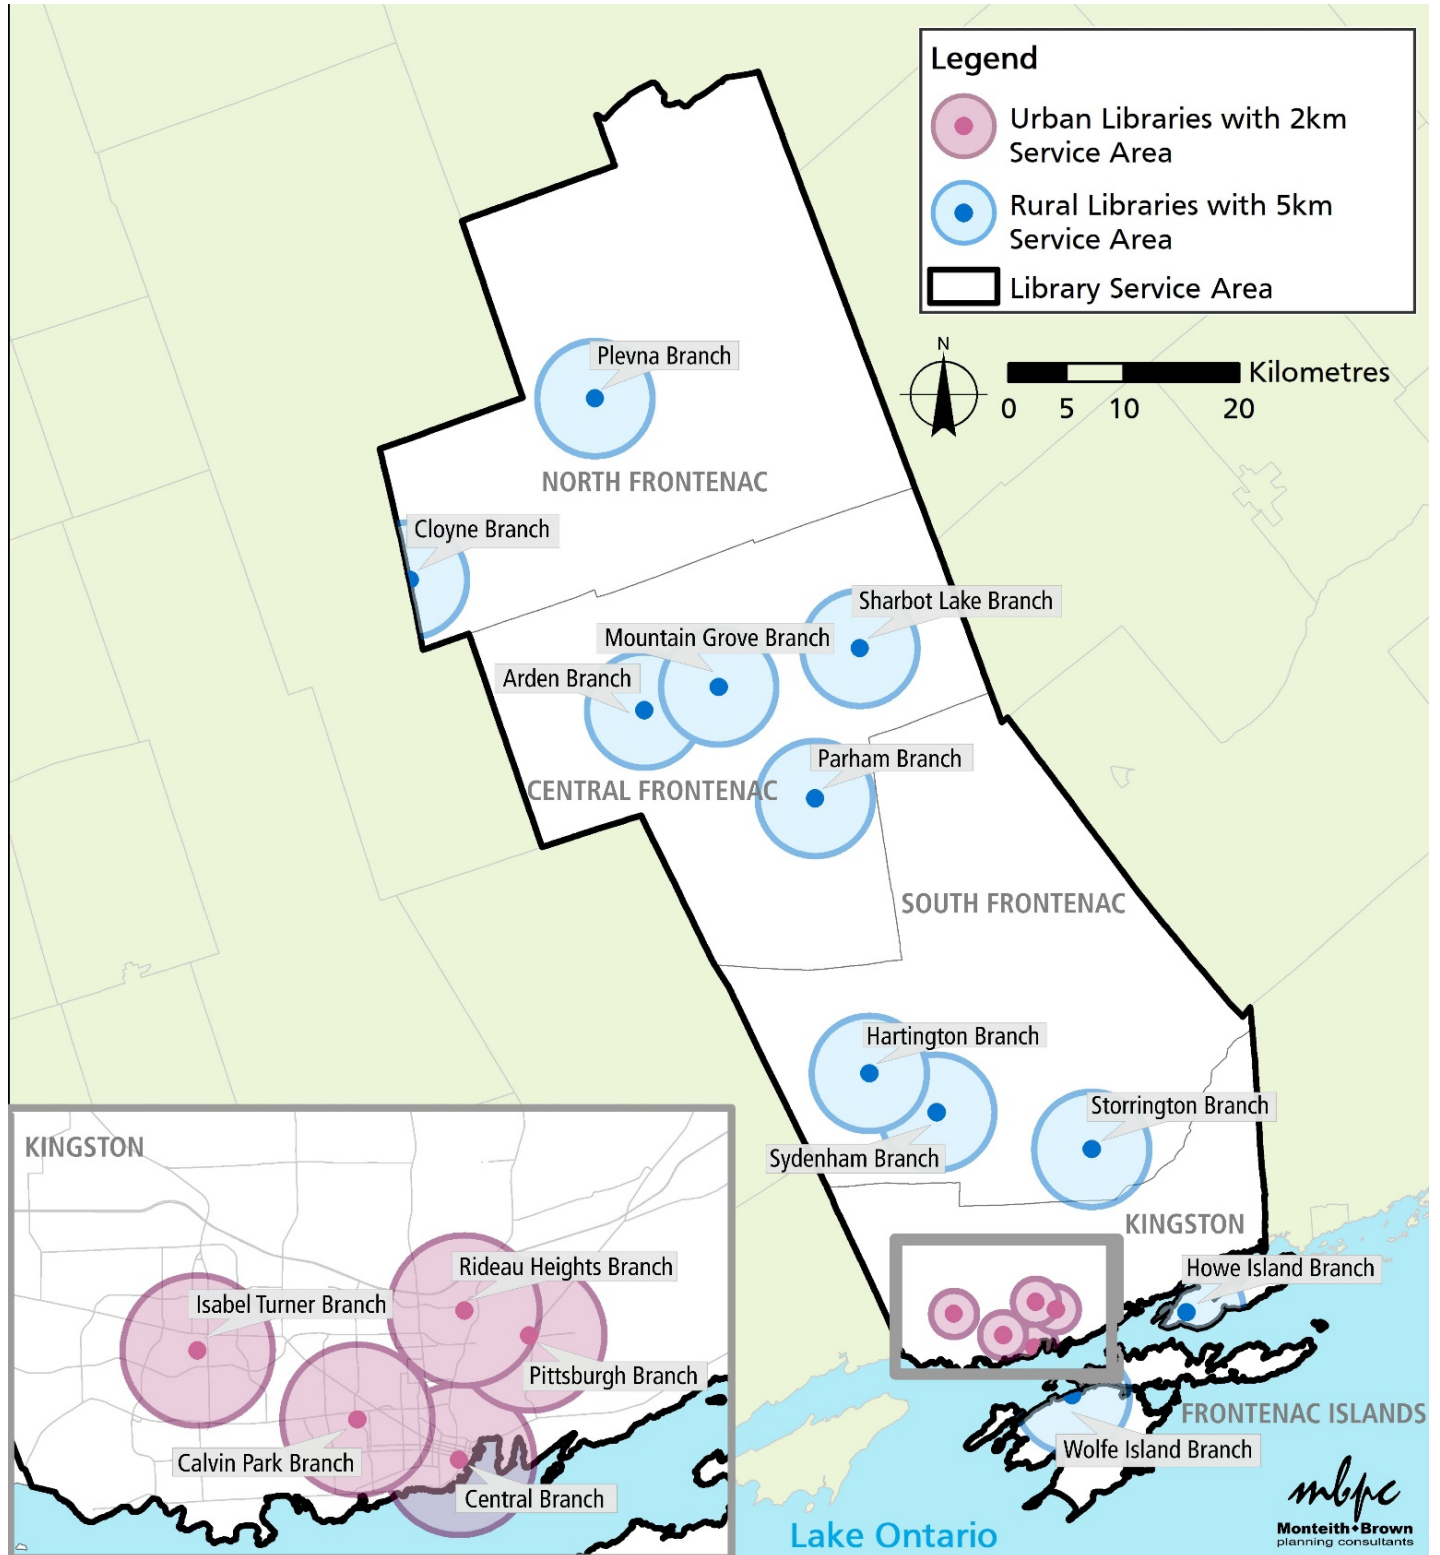 Legend
Urban Libraries with 2km
Service Area
Rural Libraries with 5km
Service Area
Library Service Area
N
Kilometres
0 5 10 20
Plevna Branch
NORTH FRONTENAC
Cloyne Branch
Sharbot Lake Branch
Mountain Grove Branch
Arden Branch
Parham Branch
CENTRAL FRONTENAC
SOUTH FRONTENAC
Hartington Branch
Storrington Branch
Sydenham Branch
KINGSTON
Howe Island Branch
FRONTENAC ISLANDS
Wolfe Island Branch
Lake Ontario
KINGSTON
Rideau Heights Branch
Isabel Turner Branch
Pittsburgh Branch
Calvin Park Branch
Central Branch
mbpc
Monteith♦Brown
planning consultants